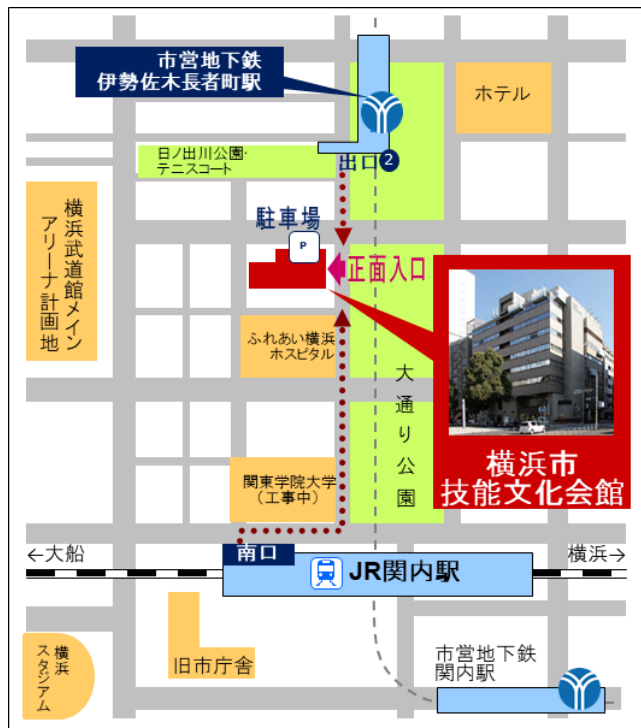 市営地下鉄
伊勢佐木長者町駅
ホテル
出口2
日ノ出川公園・
テニスコート
駐車場
P
正面入口
横浜武道館メイン
アリーナ計画地
ふれあい横浜
ホスピタル
大通り公園
横浜市
技能文化会館
関東学院大学
(工事中)
南口
←大船
横浜→
JR関内駅
旧市庁舎
横浜
スタジアム
市営地下鉄
関内駅